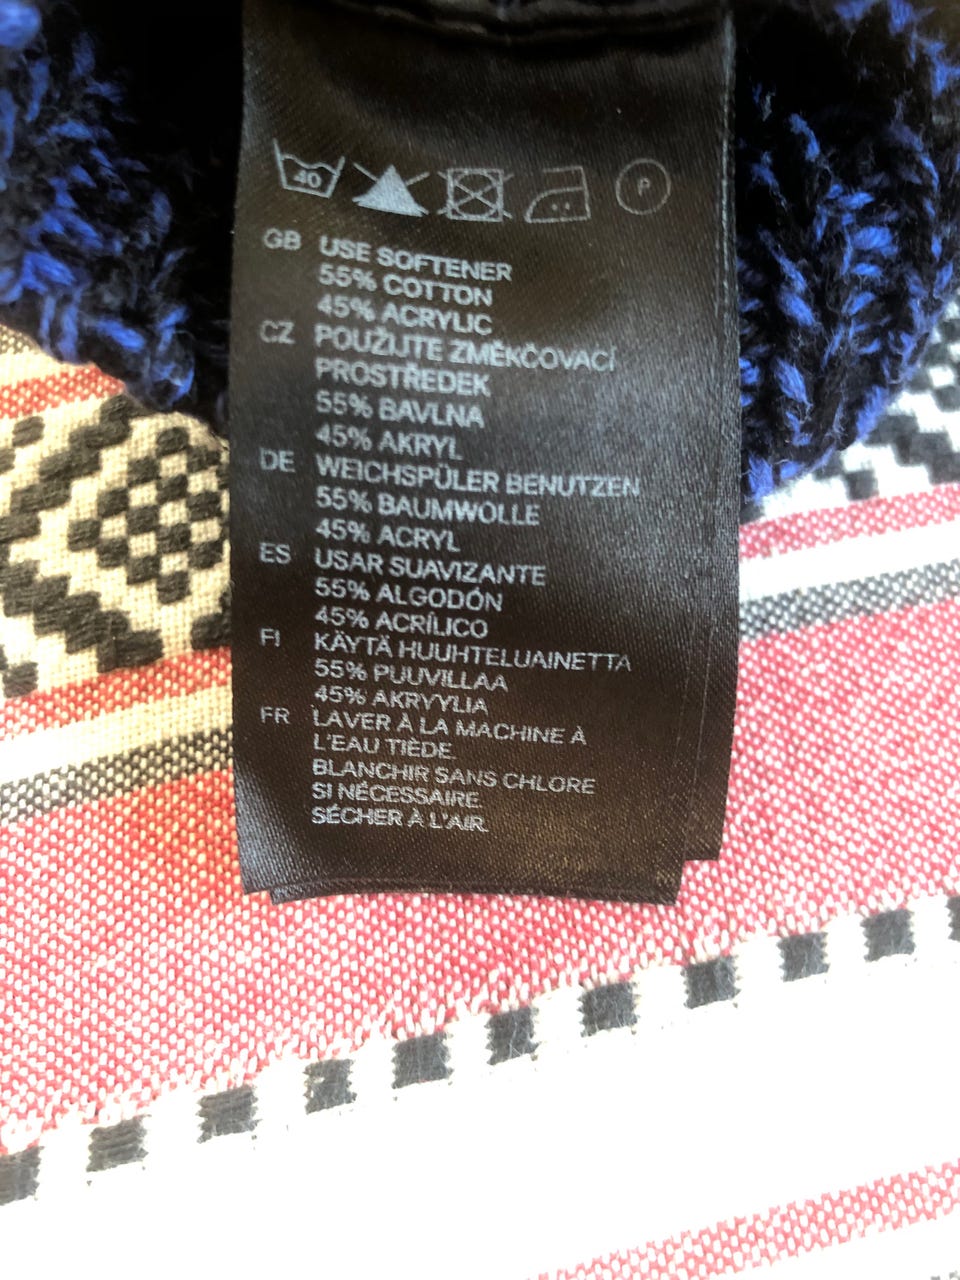 40 P
GB USE SOFTENER
55% COTTON
45% ACRYLIC
CZ POUŽIJTE ZMĚKČOVACÍ
PROSTŘEDEK
55% BAVLNA
45% AKRYL
DE WEICHSPÜLER BENUTZEN
55% BAUMWOLLE
45% ACRYL
ES USAR SUAVIZANTE
55% ALGODÓN
45% ACRÍLICO
FI KÄYTÄ HUUHTELUAINETTA
55% PUUVILLAA
45% AKRYYLIA
FR LAVER À LA MACHINE À
L'EAU TIÈDE.
BLANCHIR SANS CHLORE
SI NÉCESSAIRE.
SÉCHER À L'AIR.